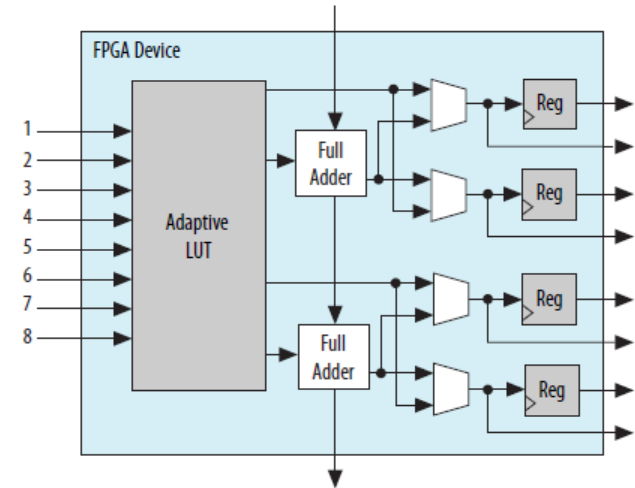 FPGA Device
1
2
3
4
5
6
7
8
Adaptive
LUT
Full
Adder
Full
Adder
Reg
Reg
Reg
Reg